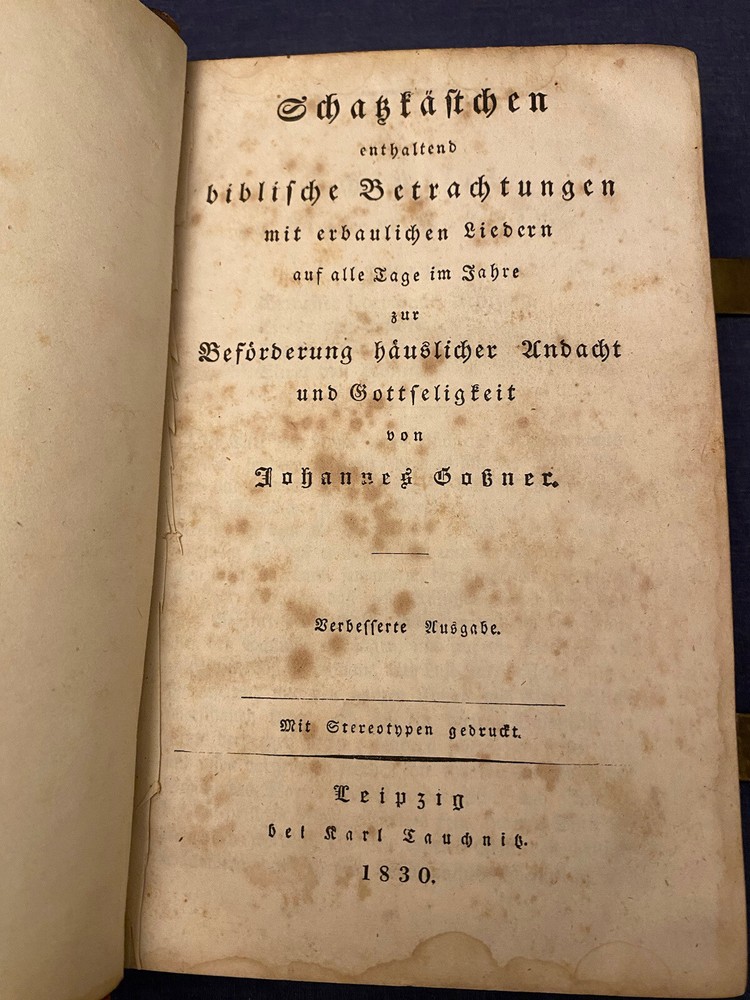 Schatzkästchen
enthaltend
bibliſche Betrachtungen
mit erbaulichen Liedern
auf alle Tage im Jahre
zur
Beförderung häuslicher Andacht
und Gottſeligkeit
von
Johannes Goßner.
Verbeſſerte Ausgabe.
Mit Stereotypen gedruckt.
Leipzig
bei Karl Tauchnitz.
1830.